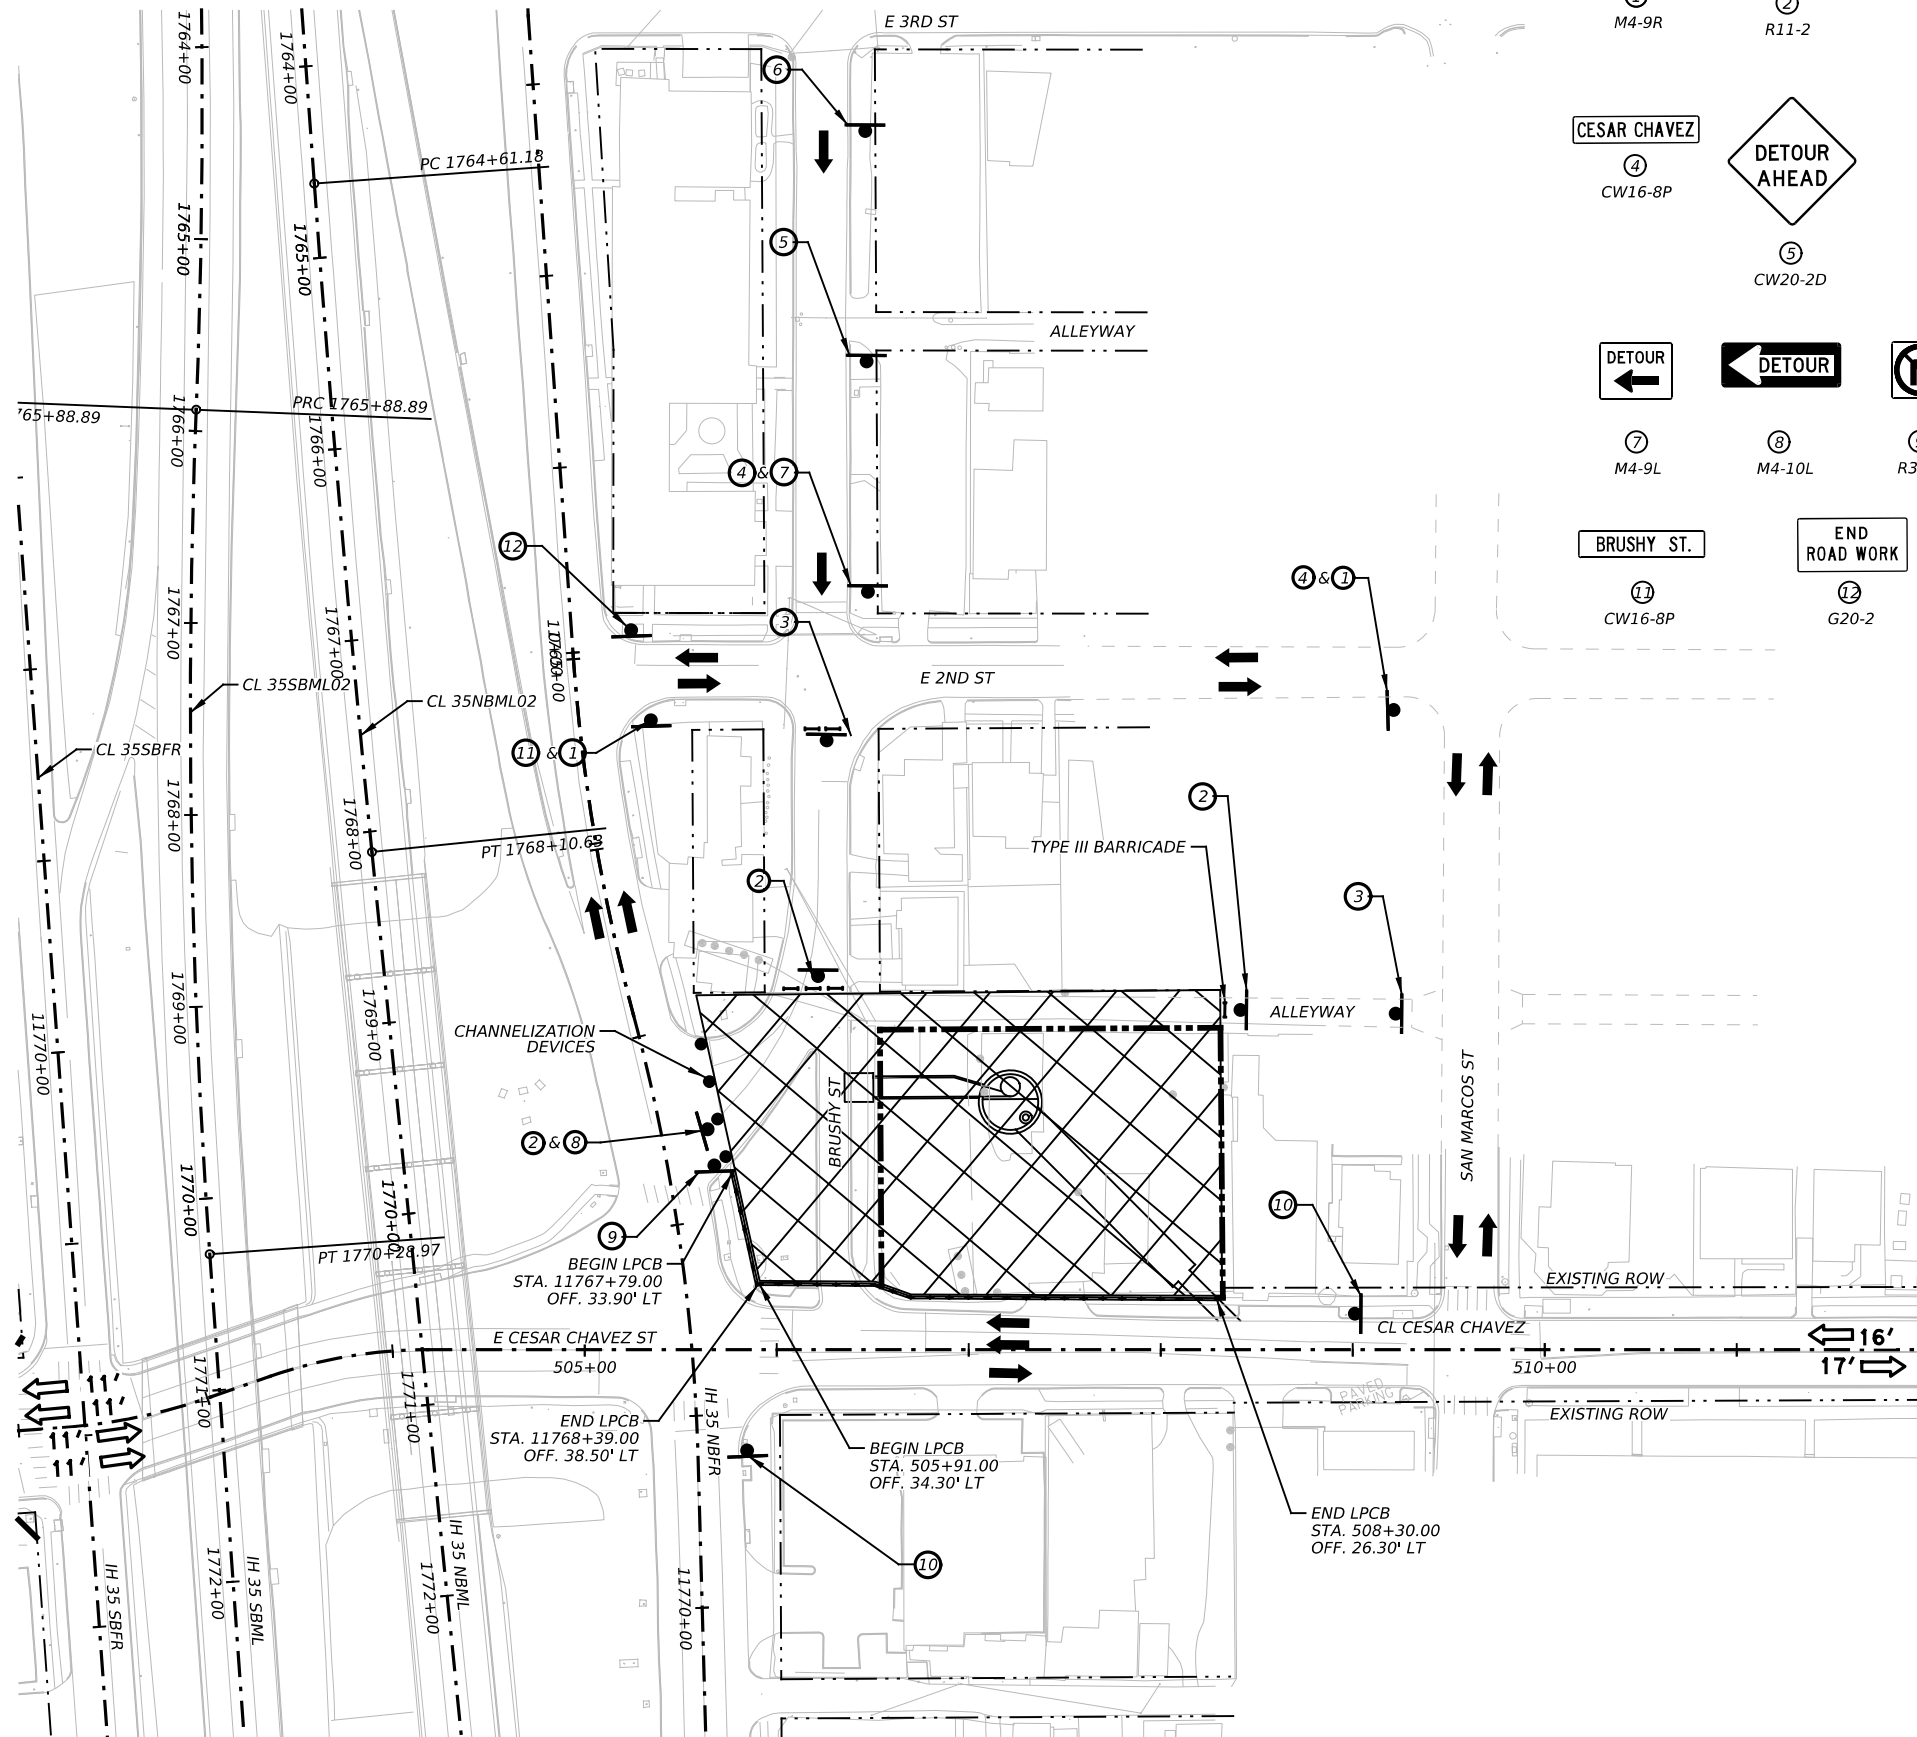 E 3RD ST
1
M4-9R
2
R11-2
1764+00
1764+00
6
PC 1764+61.18
CESAR CHAVEZ
4
CW16-8P
DETOUR
AHEAD
5
CW20-2D
1765+00
1765+00
5
ALLEYWAY
DETOUR
7
M4-9L
DETOUR
8
M4-10L
PRC 1765+88.89
765+88.89
1766+00
1766+00
4 & 7
12
BRUSHY ST.
11
CW16-8P
END
ROAD WORK
12
G20-2
4 & 1
1767+00
1767+00
3
E 2ND ST
CL 35SBML02
CL 35NBML02
CL 35SBFR
11 & 1
1768+00
1768+00
PT 1768+10.63
2
TYPE III BARRICADE
2
3
1769+00
1769+00
11770+00
CHANNELIZATION
DEVICES
ALLEYWAY
BRUSHY ST
SAN MARCOS ST
2 & 8
1770+00
1770+00
PT 1770+28.97
9
10
BEGIN LPCB
STA. 11767+79.00
OFF. 33.90' LT
EXISTING ROW
E CESAR CHAVEZ ST
505+00
CL CESAR CHAVEZ
510+00
16'
17'
11'
11'
11'
11'
1771+00
1771+00
PAVED
PARKING
EXISTING ROW
END LPCB
STA. 11768+39.00
OFF. 38.50' LT
IH 35 NBFR
BEGIN LPCB
STA. 505+91.00
OFF. 34.30' LT
END LPCB
STA. 508+30.00
OFF. 26.30' LT
10
IH 35 SBFR
1772+00
IH 35 SBML
1772+00
IH 35 NBML
11770+00